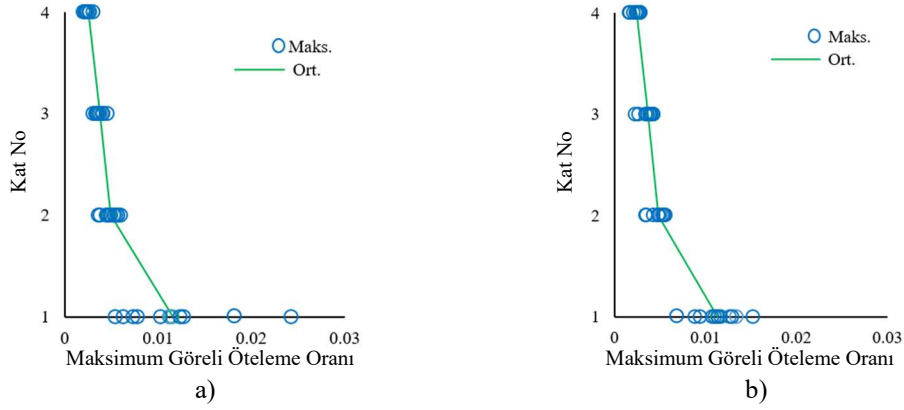 4
3
2
1
Kat No
Maks.
Ort.
0
0.01
0.02
0.03
Maksimum Göreli Öteleme Oranı
a)
4
3
2
1
Kat No
Maks.
Ort.
0
0.01
0.02
0.03
Maksimum Göreli Öteleme Oranı
b)